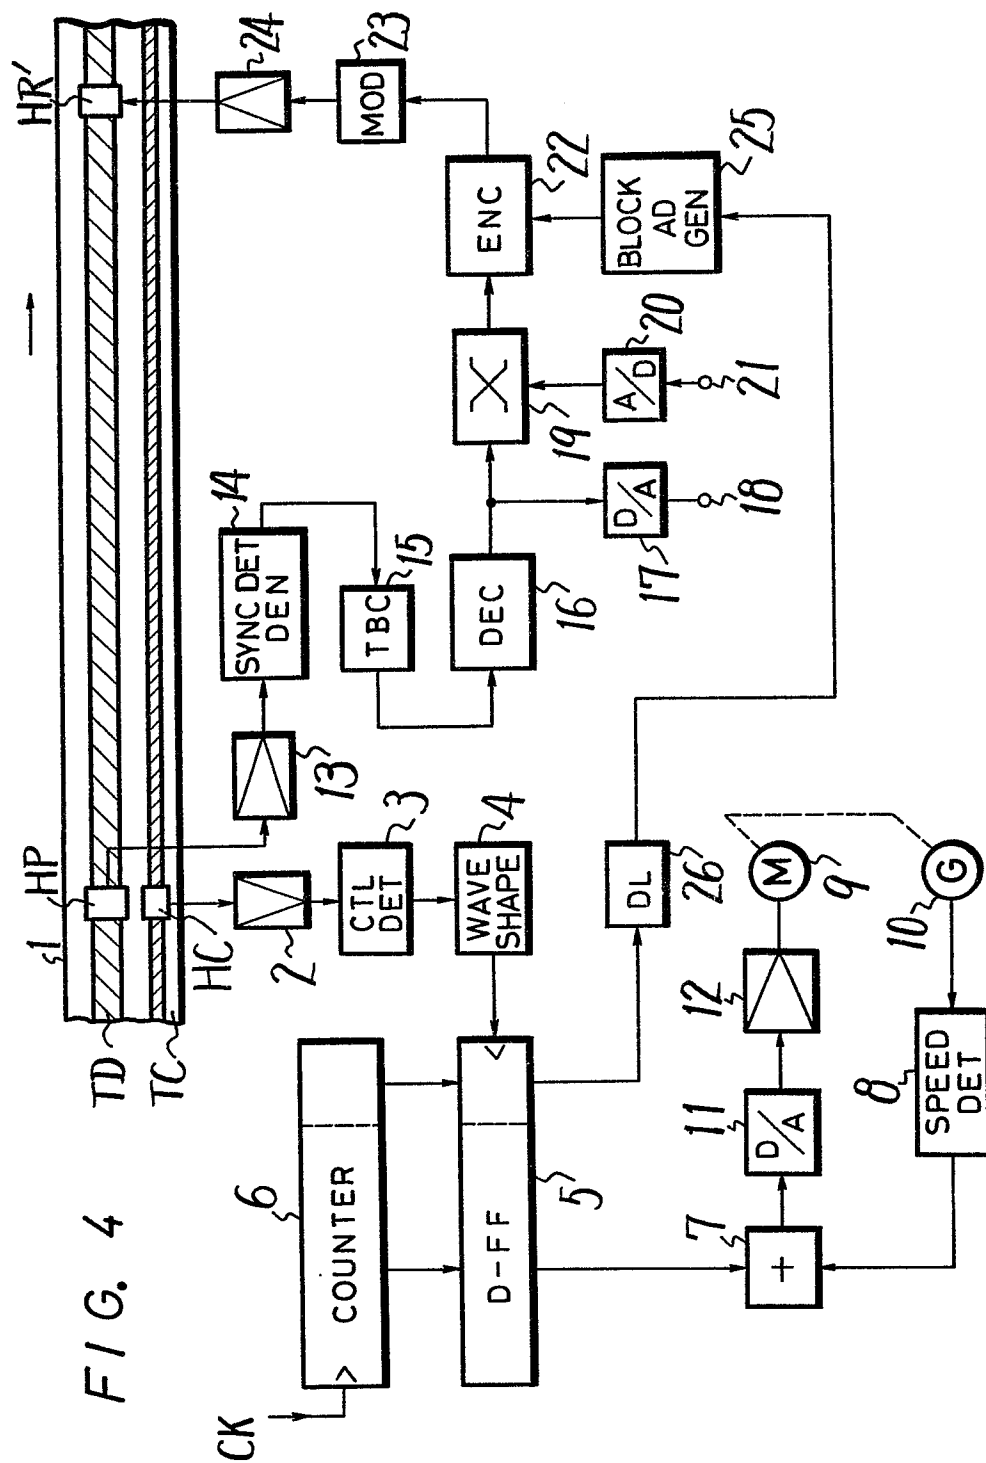 FIG. 4
TD
TC
1
HP
HC
HR'
24
23
MOD
2
3
CTL
DET
4
WAVE
SHAPE
13
14
SYNC DET
DEN
15
TBC
16
DEC
19
ENC
22
25
BLOCK
AD
GEN
D/A
17
18
A/D
20
21
CK
6
COUNTER
>
D-FF
<
5
DL
26
7
+
11
D/A
12
M
9
G
10
8
SPEED
DET